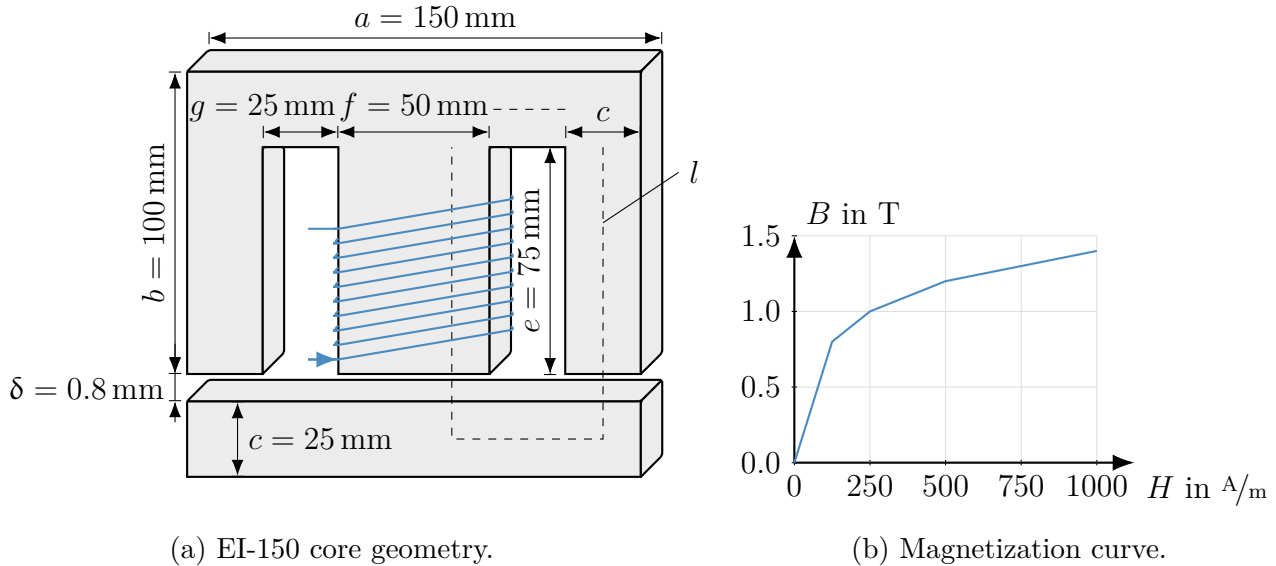 a = 150 mm
g = 25 mm
f = 50 mm
c
b = 100 mm
l
e = 75 mm
δ = 0.8 mm
c = 25 mm
(a) EI-150 core geometry.
B in T
1.5
1.0
0.5
0.0
0 250 500 750 1000
H in A/m
(b) Magnetization curve.